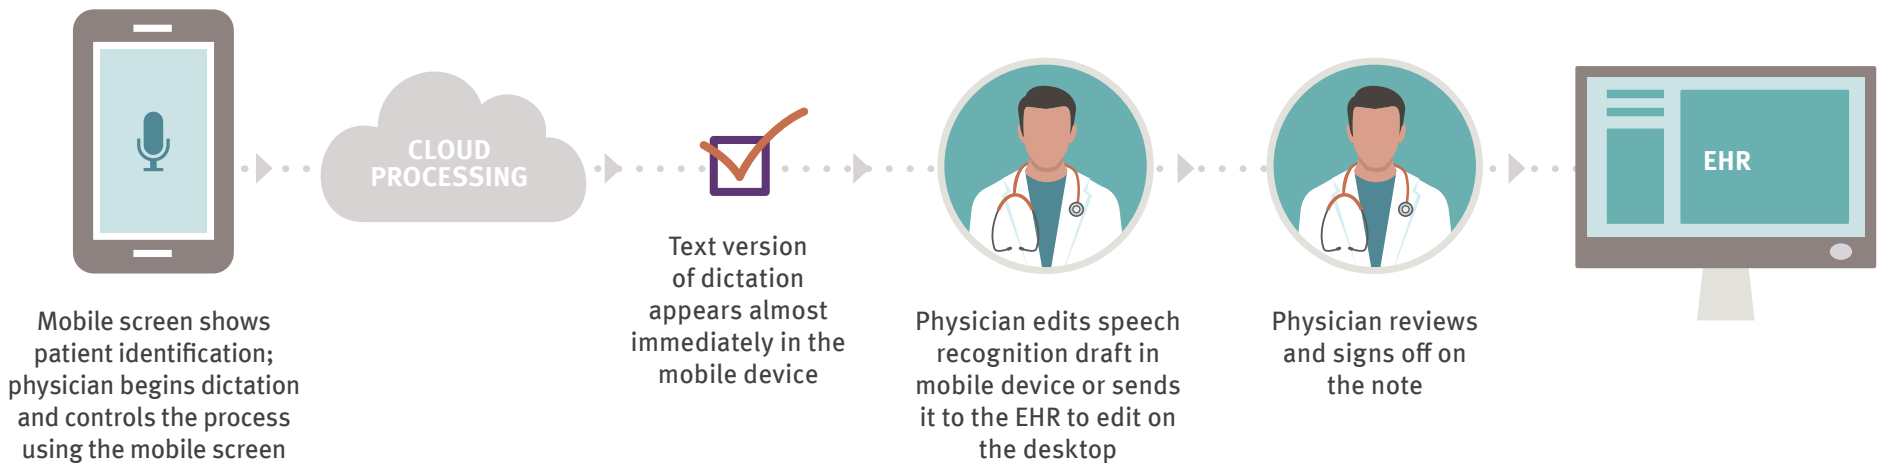 Mobile screen shows
patient identification;
physician begins dictation
and controls the process
using the mobile screen
CLOUD
PROCESSING
Text version
of dictation
appears almost
immediately in the
mobile device
Physician edits speech
recognition draft in
mobile device or sends
it to the EHR to edit on
the desktop
Physician reviews
and signs off on
the note
EHR